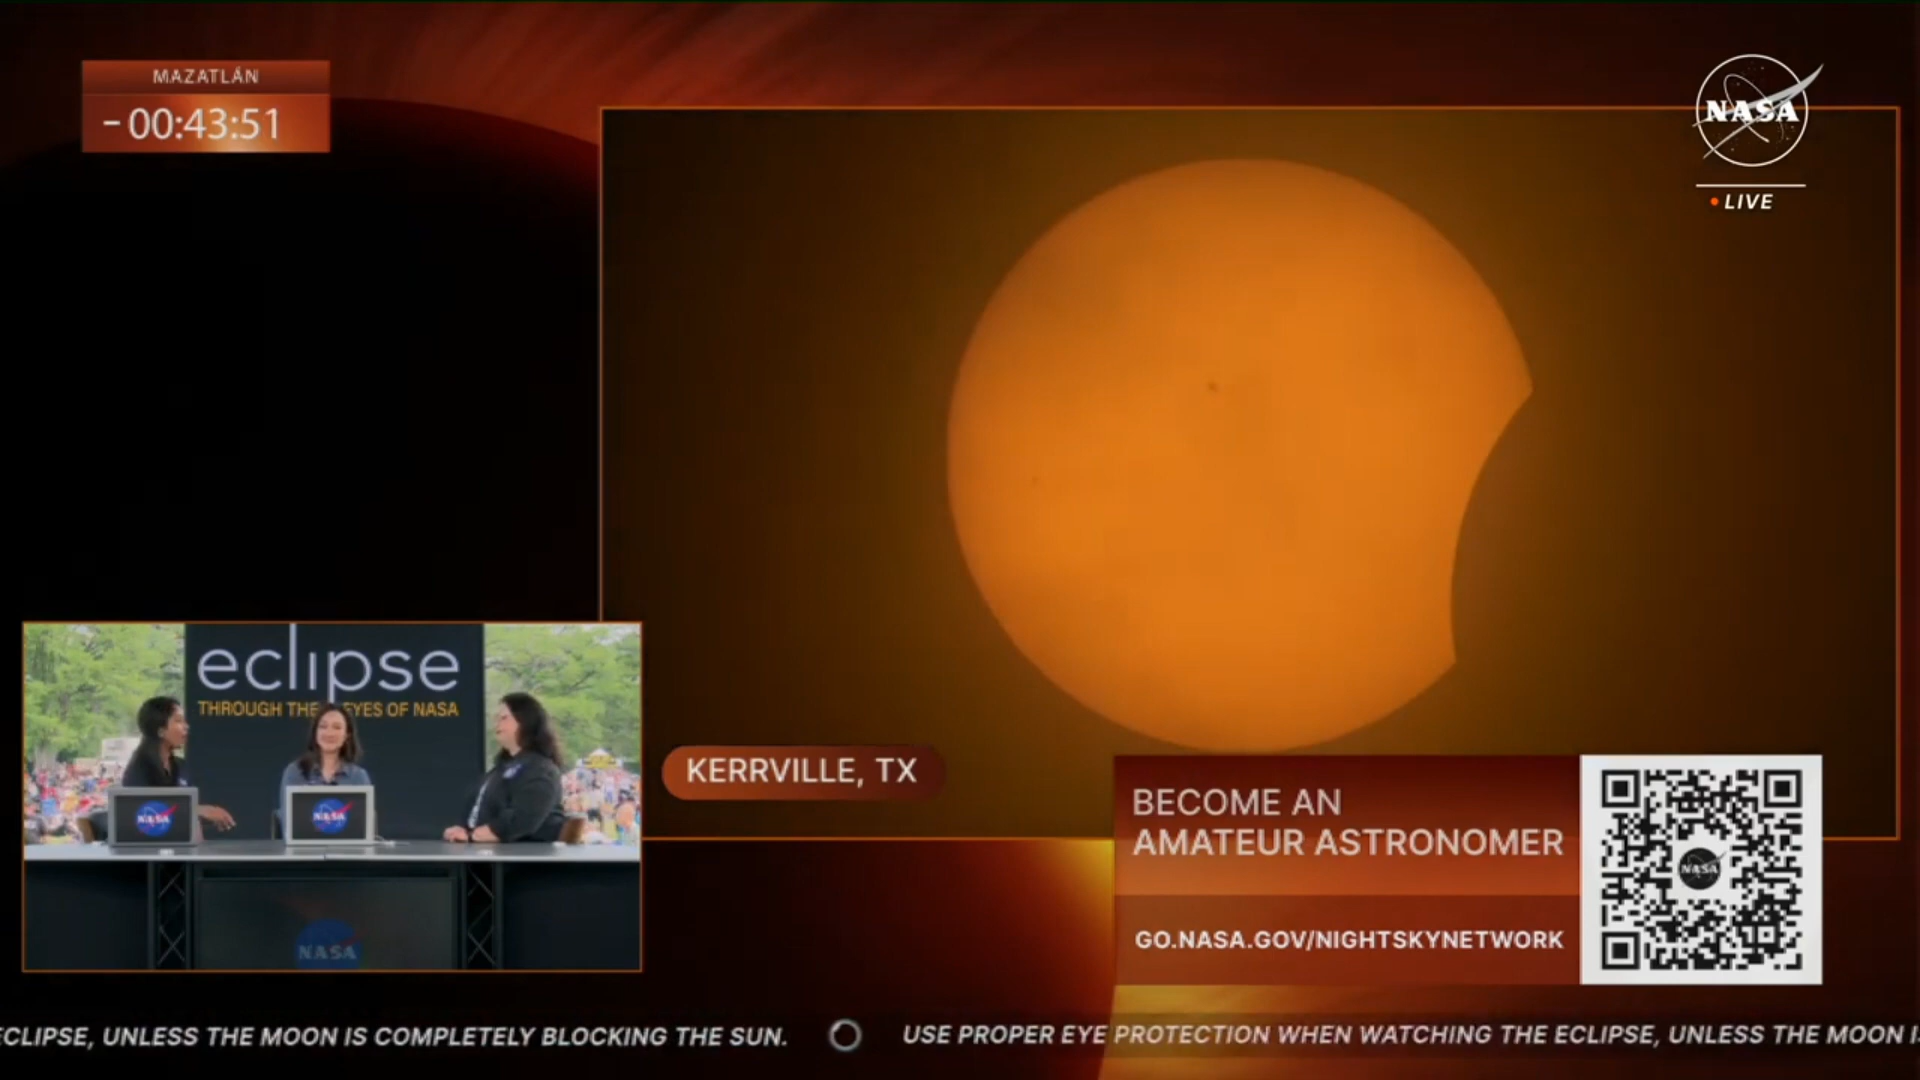 MAZATLÁN
-00:43:51
NASA
LIVE
eclipse
THROUGH THE EYES OF NASA
NASA
NASA
NASA
KERRVILLE, TX
BECOME AN
AMATEUR ASTRONOMER
GO.NASA.GOV/NIGHTSKYNETWORK
NASA
ECLIPSE, UNLESS THE MOON IS COMPLETELY BLOCKING THE SUN. USE PROPER EYE PROTECTION WHEN WATCHING THE ECLIPSE, UNLESS THE MOON IS